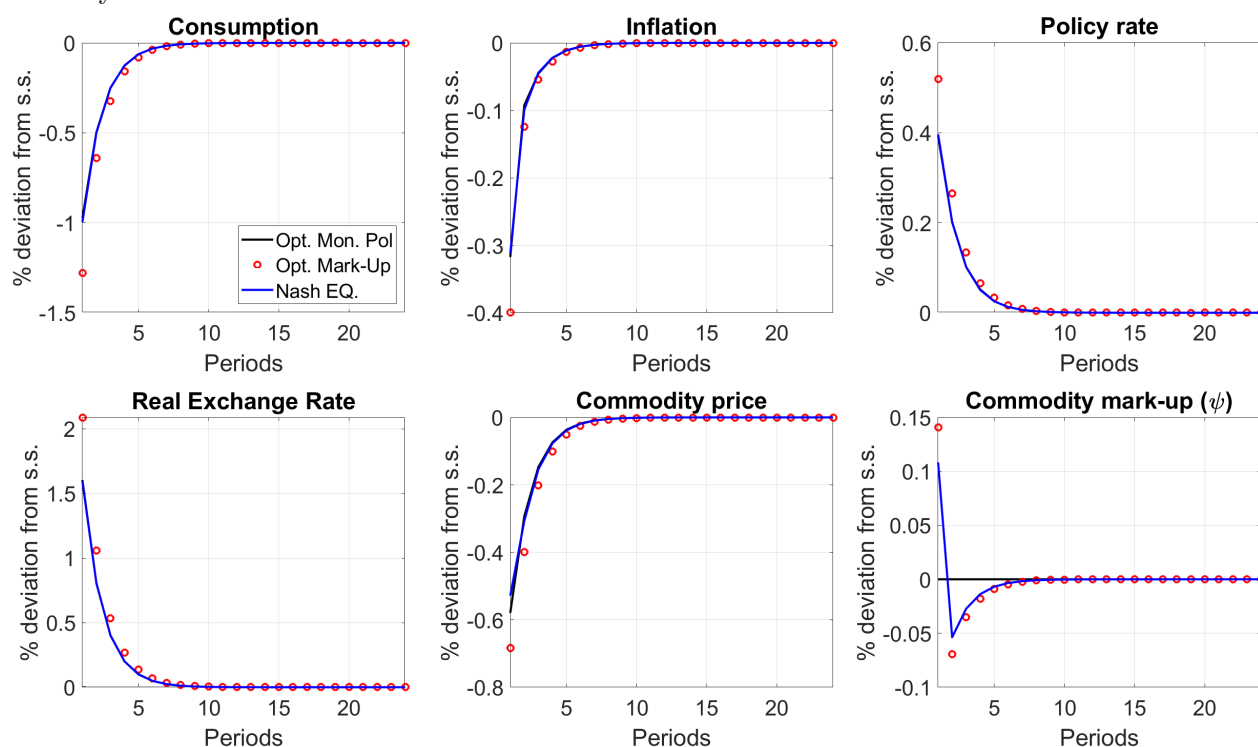 Consumption
% deviation from s.s.
0
-0.5
-1
-1.5
5 10 15 20
Periods
Opt. Mon. Pol
Opt. Mark-Up
Nash EQ.
Inflation
% deviation from s.s.
0
-0.1
-0.2
-0.3
-0.4
5 10 15 20
Periods
Policy rate
% deviation from s.s.
0.6
0.4
0.2
0
5 10 15 20
Periods
Real Exchange Rate
% deviation from s.s.
2
1.5
1
0.5
0
5 10 15 20
Periods
Commodity price
% deviation from s.s.
0
-0.2
-0.4
-0.6
-0.8
5 10 15 20
Periods
Commodity mark-up (ψ)
% deviation from s.s.
0.15
0.1
0.05
0
-0.05
-0.1
5 10 15 20
Periods